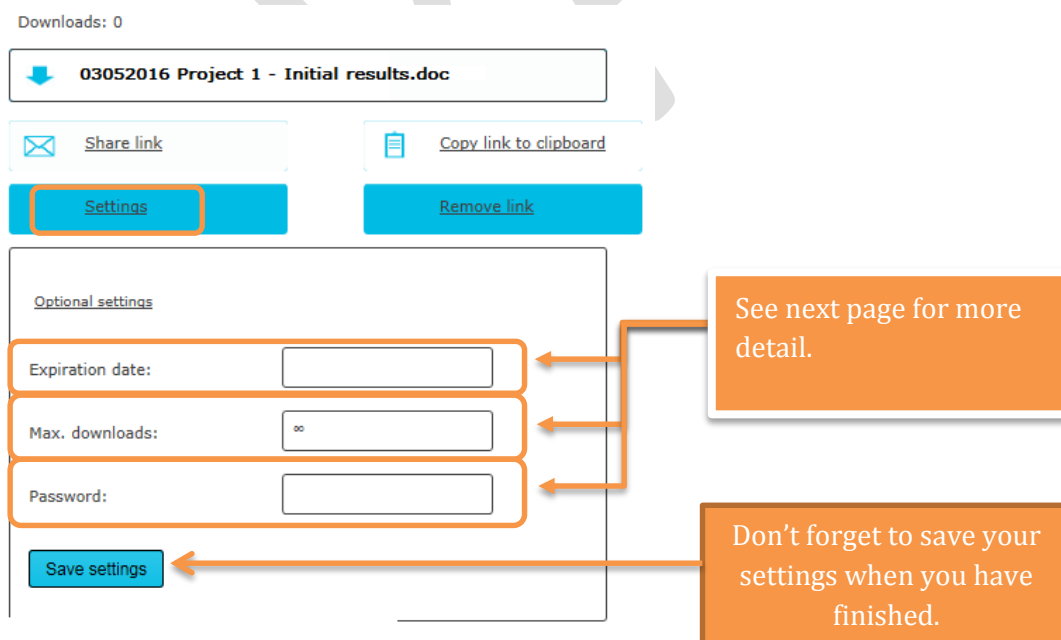 Downloads: 0
03052016 Project 1 - Initial results.doc
Share link
Copy link to clipboard
Settings
Remove link
Optional settings
See next page for more
detail.
Expiration date:
Max. downloads:
∞
Password:
Don’t forget to save your
settings when you have
finished.
Save settings